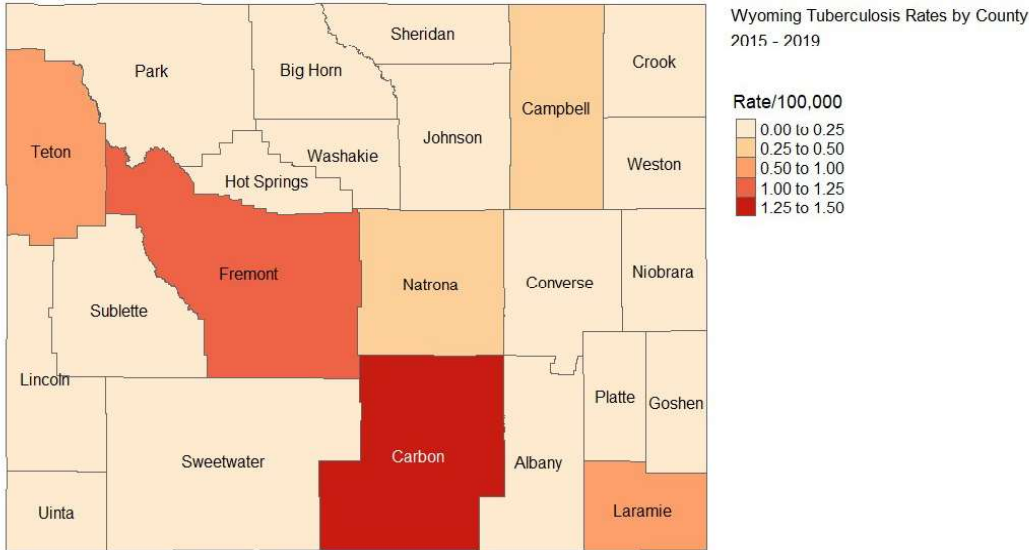 Wyoming Tuberculosis Rates by County
2015 - 2019
Rate/100,000
0.00 to 0.25
0.25 to 0.50
0.50 to 1.00
1.00 to 1.25
1.25 to 1.50
Sheridan
Park
Big Horn
Crook
Campbell
Johnson
Teton
Washakie
Weston
Hot Springs
Fremont
Natrona
Converse
Niobrara
Sublette
Lincoln
Platte
Goshen
Sweetwater
Carbon
Albany
Uinta
Laramie